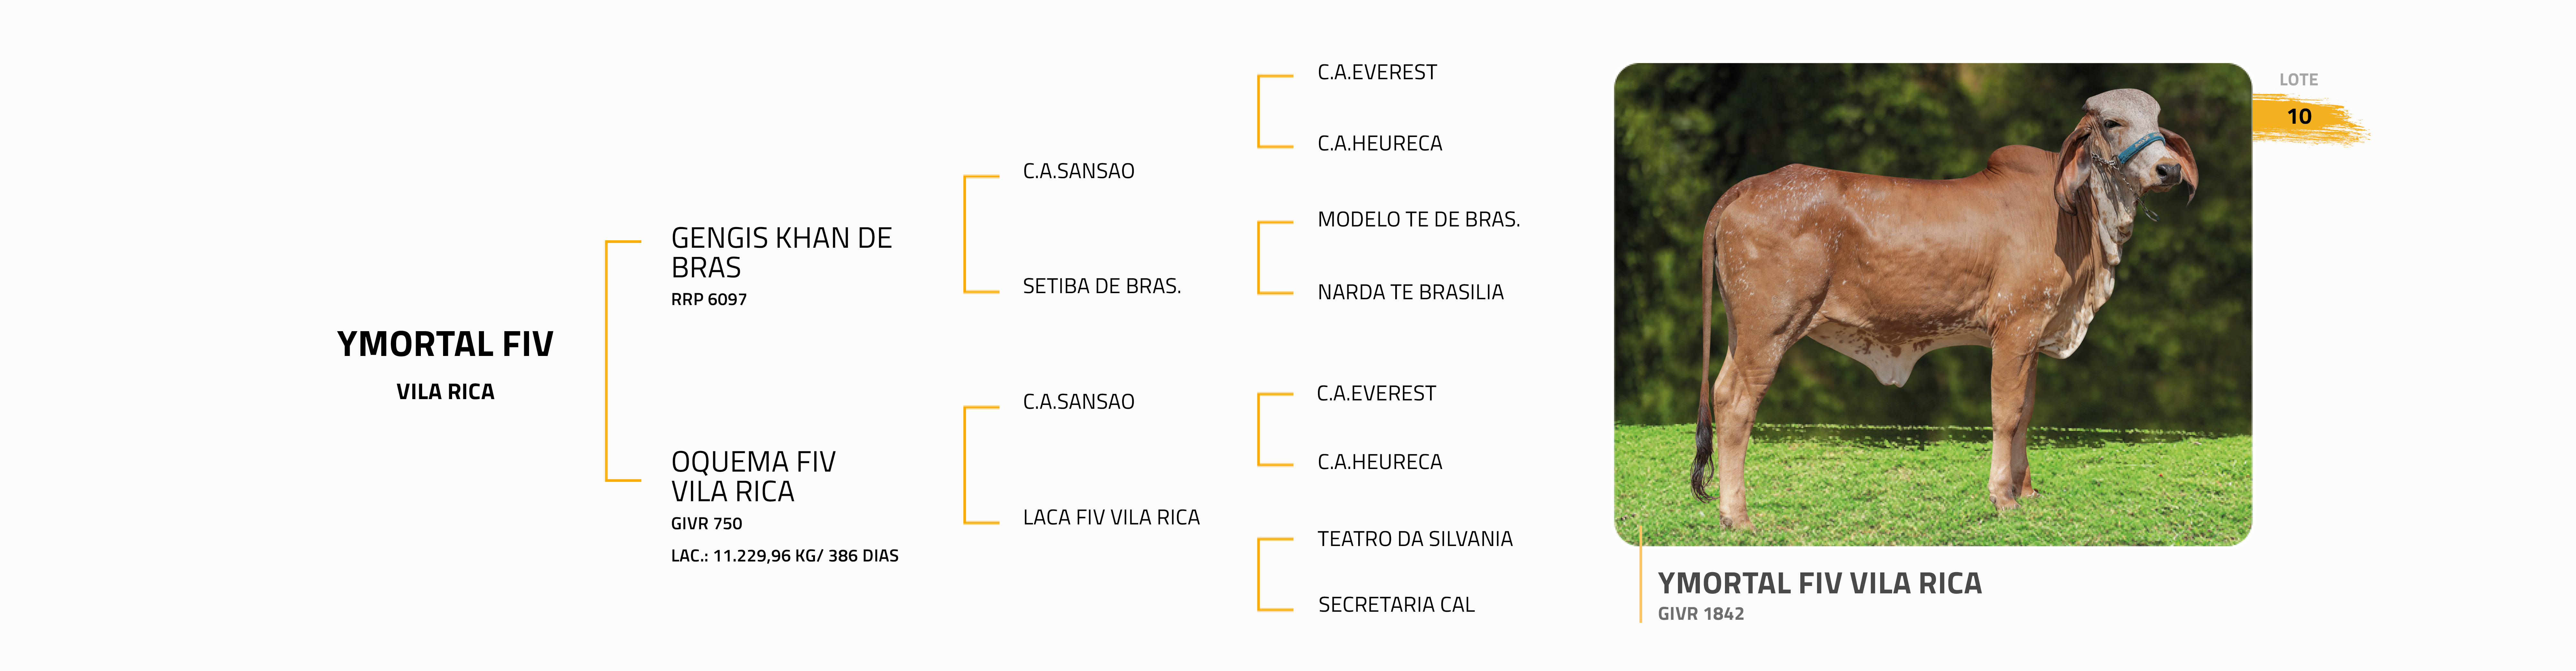 YMORTAL FIV
VILA RICA
GENGIS KHAN DE
BRAS
RRP 6097
OQUEMA FIV
VILA RICA
GIVR 750
LAC.: 11.229,96 KG/ 386 DIAS
C.A.SANSAO
SETIBA DE BRAS.
C.A.SANSAO
LACA FIV VILA RICA
C.A.EVEREST
C.A.HEURECA
MODELO TE DE BRAS.
NARDA TE BRASILIA
C.A.EVEREST
C.A.HEURECA
TEATRO DA SILVANIA
SECRETARIA CAL
LOTE
10
YMORTAL FIV VILA RICA
GIVR 1842